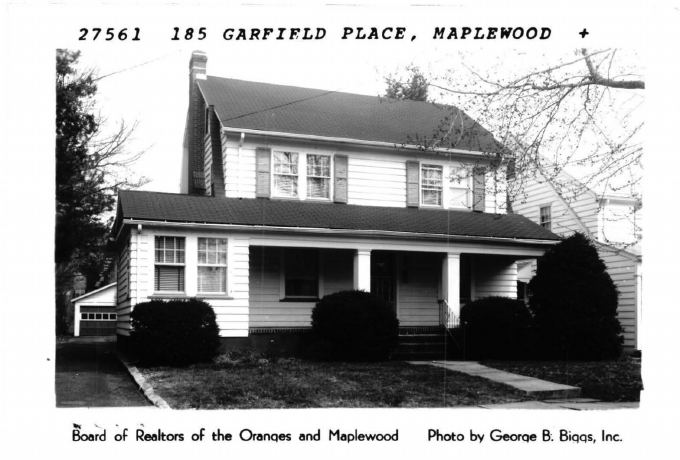 27561 185 GARFIELD PLACE, MAPLEWOOD +
Board of Realtors of the Oranges and Maplewood Photo by George B. Biggs, Inc.